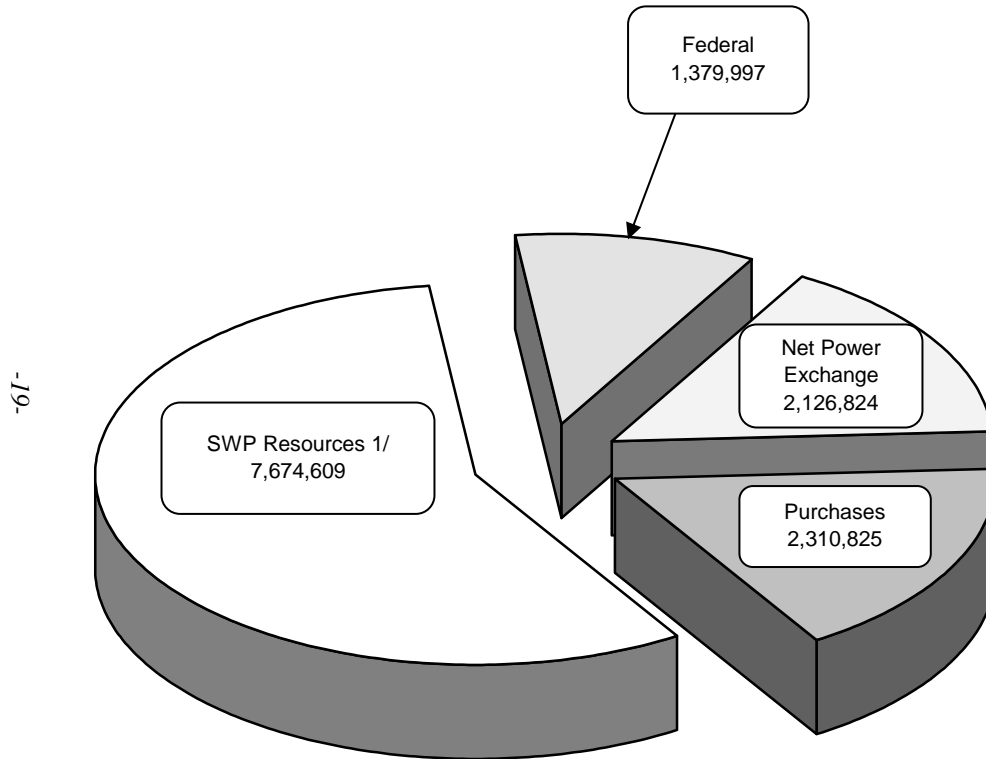 Federal
1,379,997
Net Power
Exchange
2,126,824
SWP Resources 1/
7,674,609
Purchases
2,310,825
-19-